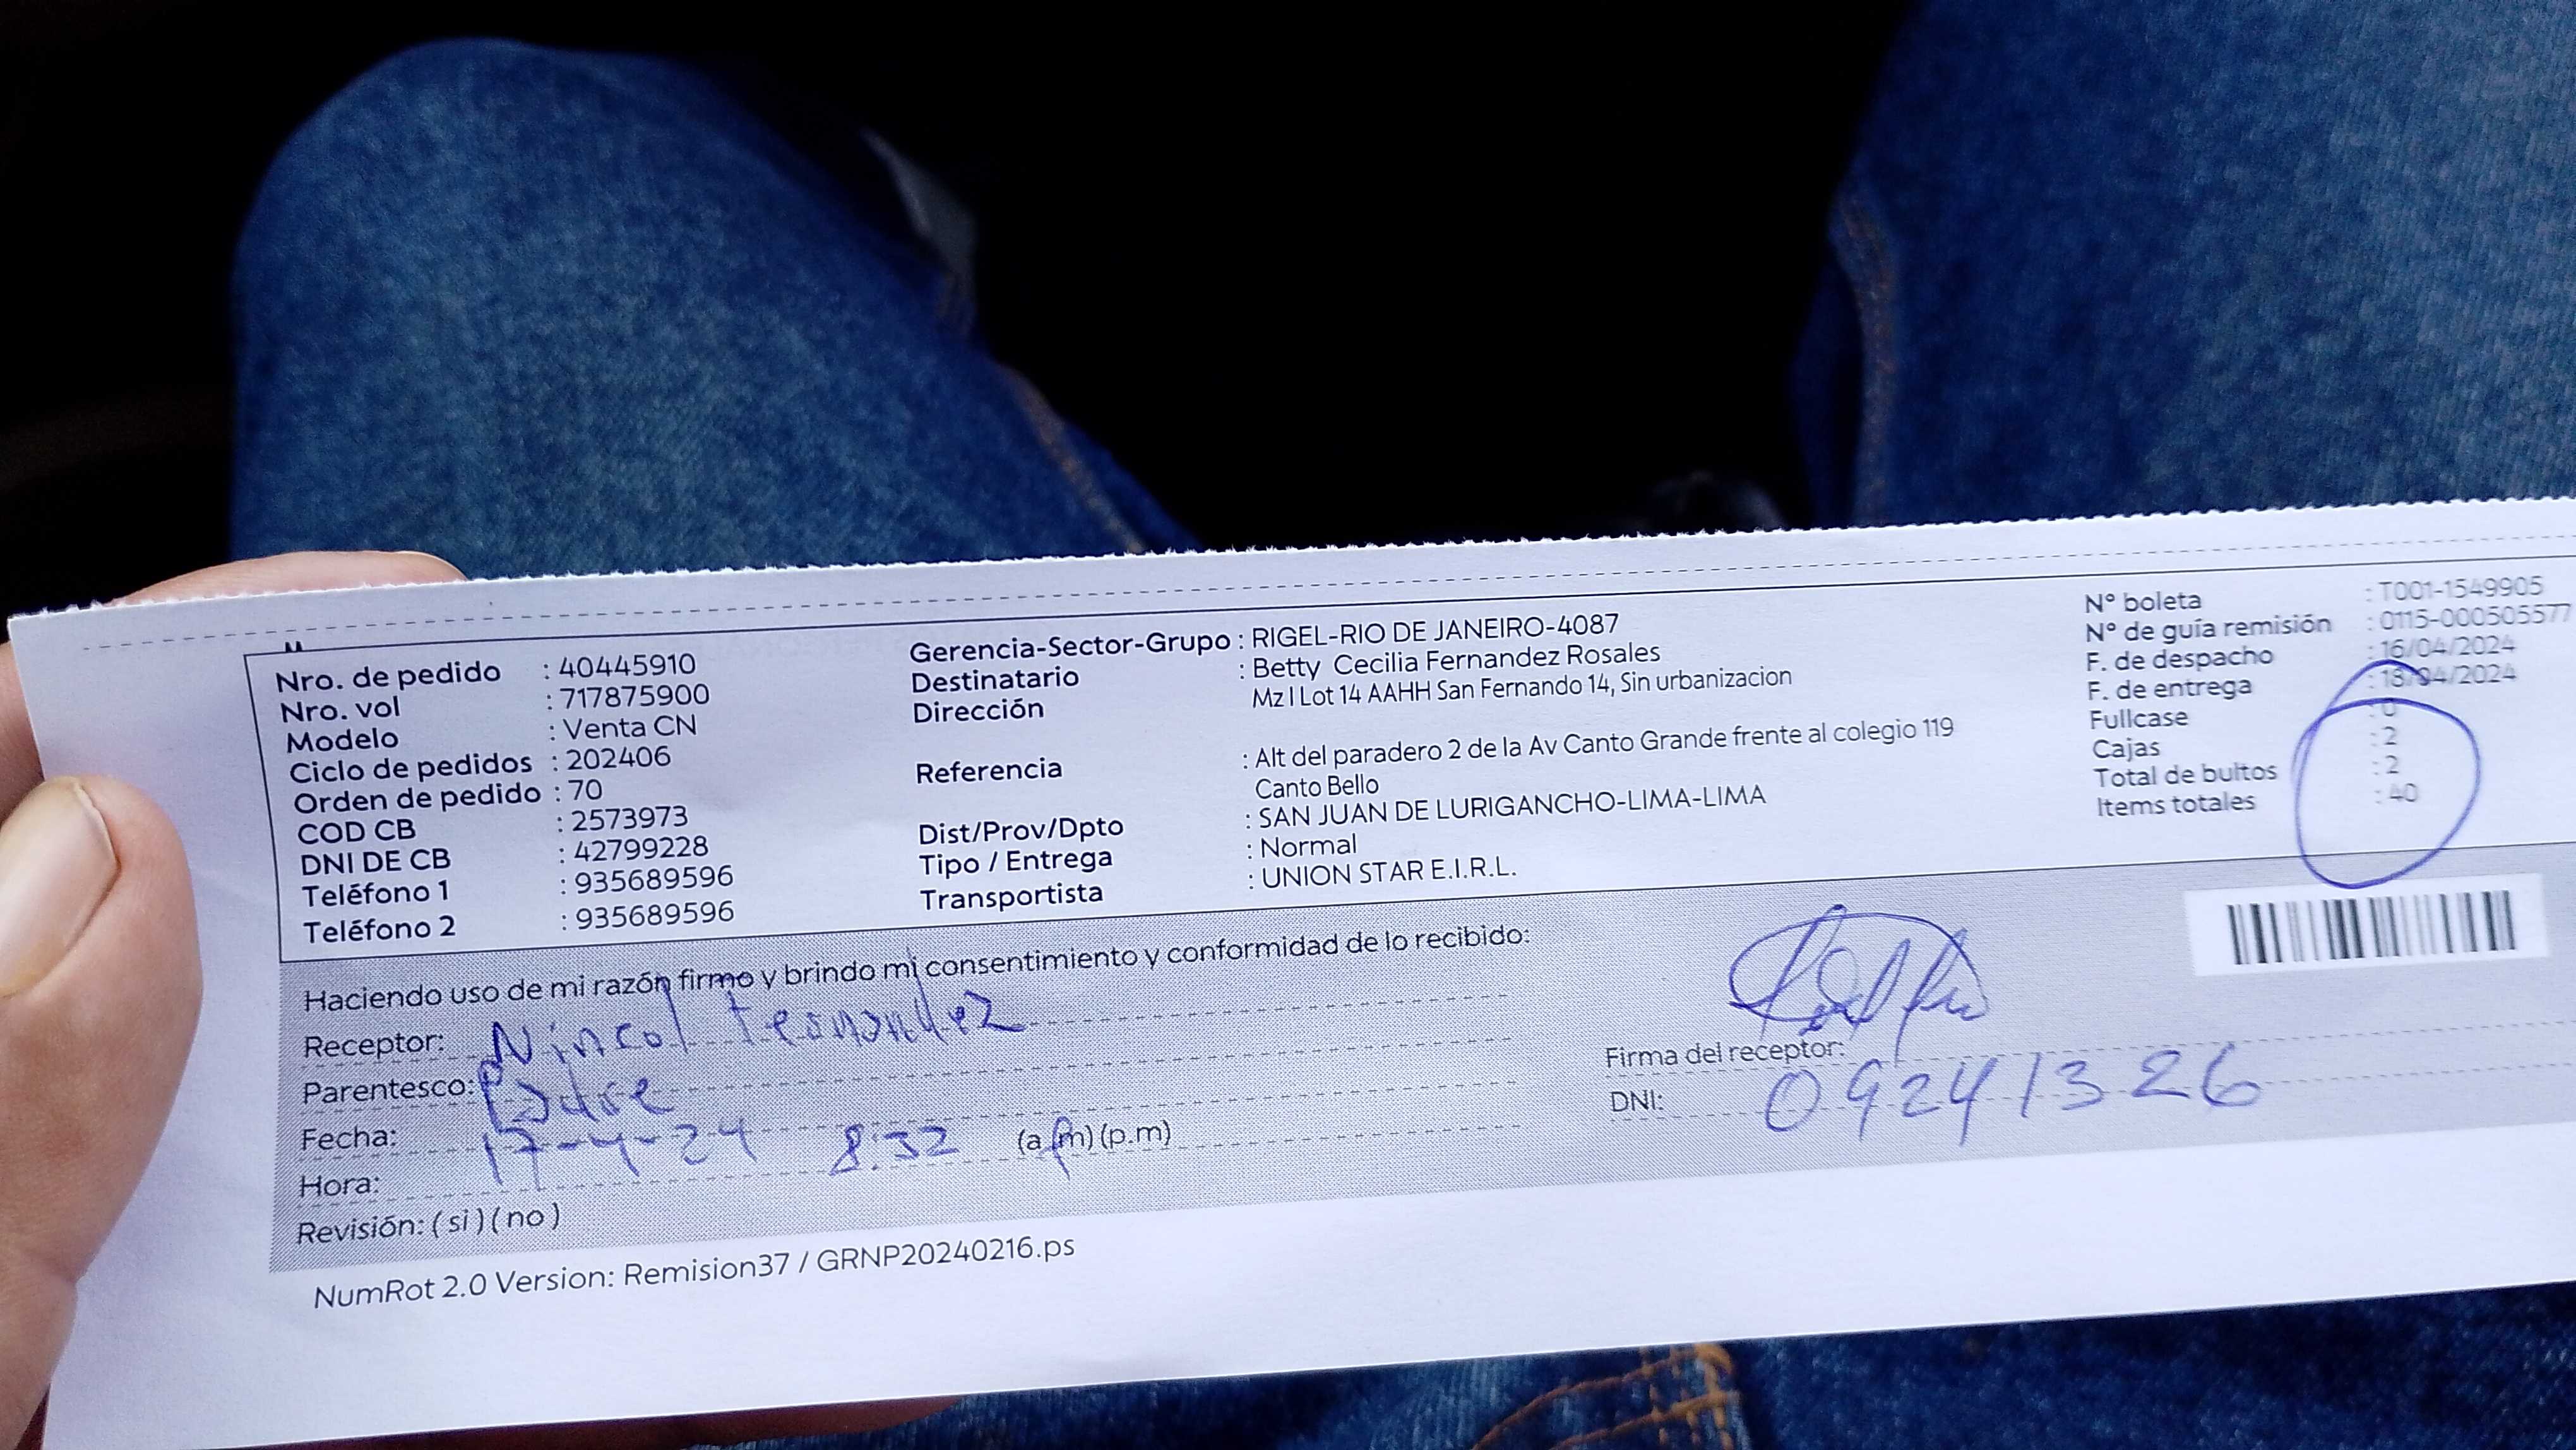 Nro. de pedido : 40445910
Nro. vol : 717875900
Modelo : Venta CN
Ciclo de pedidos : 202406
Orden de pedido : 70
COD CB : 2573973
DNI DE CB : 42799228
Teléfono 1 : 935689596
Teléfono 2 : 935689596
Gerencia-Sector-Grupo : RIGEL-RIO DE JANEIRO-4087
Destinatario : Betty Cecilia Fernandez Rosales
Dirección Mz I Lot 14 AAHH San Fernando 14, Sin urbanizacion
Referencia : Alt del paradero 2 de la Av Canto Grande frente al colegio 119
Canto Bello
Dist/Prov/Dpto : SAN JUAN DE LURIGANCHO-LIMA-LIMA
Tipo / Entrega : Normal
Transportista : UNION STAR E.I.R.L.
N° boleta : T001-1549905
N° de guía remisión : 0115-000505577
F. de despacho : 16/04/2024
F. de entrega : 18/04/2024
Fullcase : 0
Cajas : 2
Total de bultos : 2
Items totales : 40
Haciendo uso de mi razón firmo y brindo mi consentimiento y conformidad de lo recibido:
Receptor: Nincol Fernandez
Parentesco: Padre
Fecha: 17-4-24 8:32 (a.m) (p.m)
Hora:
Revisión: ( si ) ( no )
Firma del receptor:
DNI: 09241326
NumRot 2.0 Version: Remision37 / GRNP20240216.ps